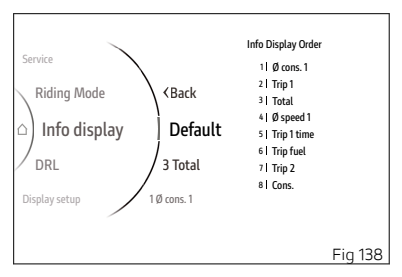 Service
Riding Mode
Info display
DRL
Display setup
‹Back
Default
3 Total
1 Ø cons. 1
Info Display Order
1| Ø cons. 1
2| Trip 1
3| Total
4| Ø speed 1
5| Trip 1 time
6| Trip fuel
7| Trip 2
8| Cons.
Fig 138